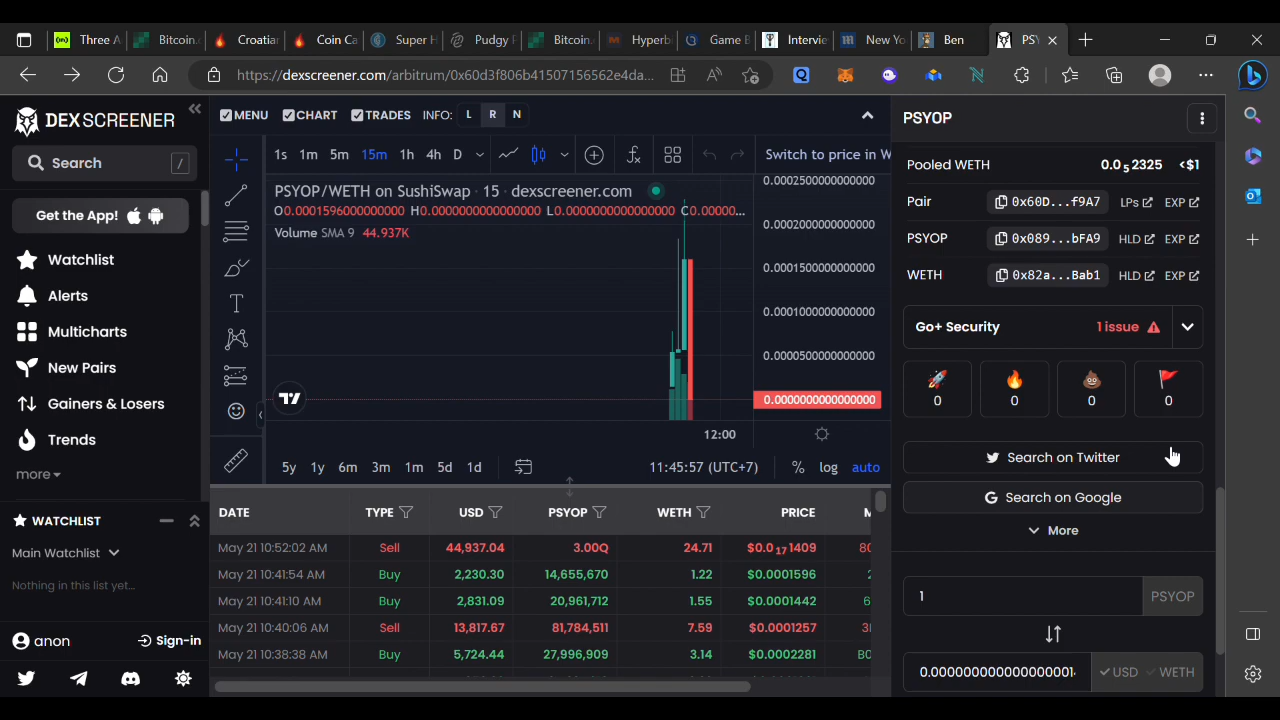 Three A
Bitcoin.
Croatia
Coin Ca
Super H
Pudgy P
Bitcoin.
Hyperb
Game B
Intervie
New Yo
Ben
PSY
https://dexscreener.com/arbitrum/0x60d3f806b41507156562e4da...
DEX SCREENER
Search /
Get the App!
Watchlist
Alerts
Multicharts
New Pairs
Gainers & Losers
Trends
more
WATCHLIST
Main Watchlist
Nothing in this list yet...
anon Sign-in
MENU CHART TRADES INFO: L R N
1s 1m 5m 15m 1h 4h D Switch to price in W
PSYOP/WETH on SushiSwap · 15 · dexscreener.com
O0.0001596000000000 H0.0000000000000000 L0.0000000000000000 C0.00000...
Volume SMA 9 44.937K
0.0002500000000000
0.0002000000000000
0.0001500000000000
0.0001000000000000
0.0000500000000000
0.0000000000000000
12:00
5y 1y 6m 3m 1m 5d 1d 11:45:57 (UTC+7) % log auto
DATE TYPE USD PSYOP WETH PRICE M
May 21 10:52:02 AM Sell 44,937.04 3.00Q 24.71 $0.0₁₇1409 80
May 21 10:41:54 AM Buy 2,230.30 14,655,670 1.22 $0.0001596 2
May 21 10:41:10 AM Buy 2,831.09 20,961,712 1.55 $0.0001442 6
May 21 10:40:06 AM Sell 13,817.67 81,784,511 7.59 $0.0001257 3
May 21 10:38:38 AM Buy 5,724.44 27,996,909 3.14 $0.0002281 B0
PSYOP
Pooled WETH 0.0₅2325 <$1
Pair 0x60D...f9A7 LPs EXP
PSYOP 0x089...bFA9 HLD EXP
WETH 0x82a...Bab1 HLD EXP
Go+ Security 1 issue
🚀 🔥 💩 🚩
0 0 0 0
Search on Twitter
G Search on Google
More
1 PSYOP
0.00000000000000001 USD WETH